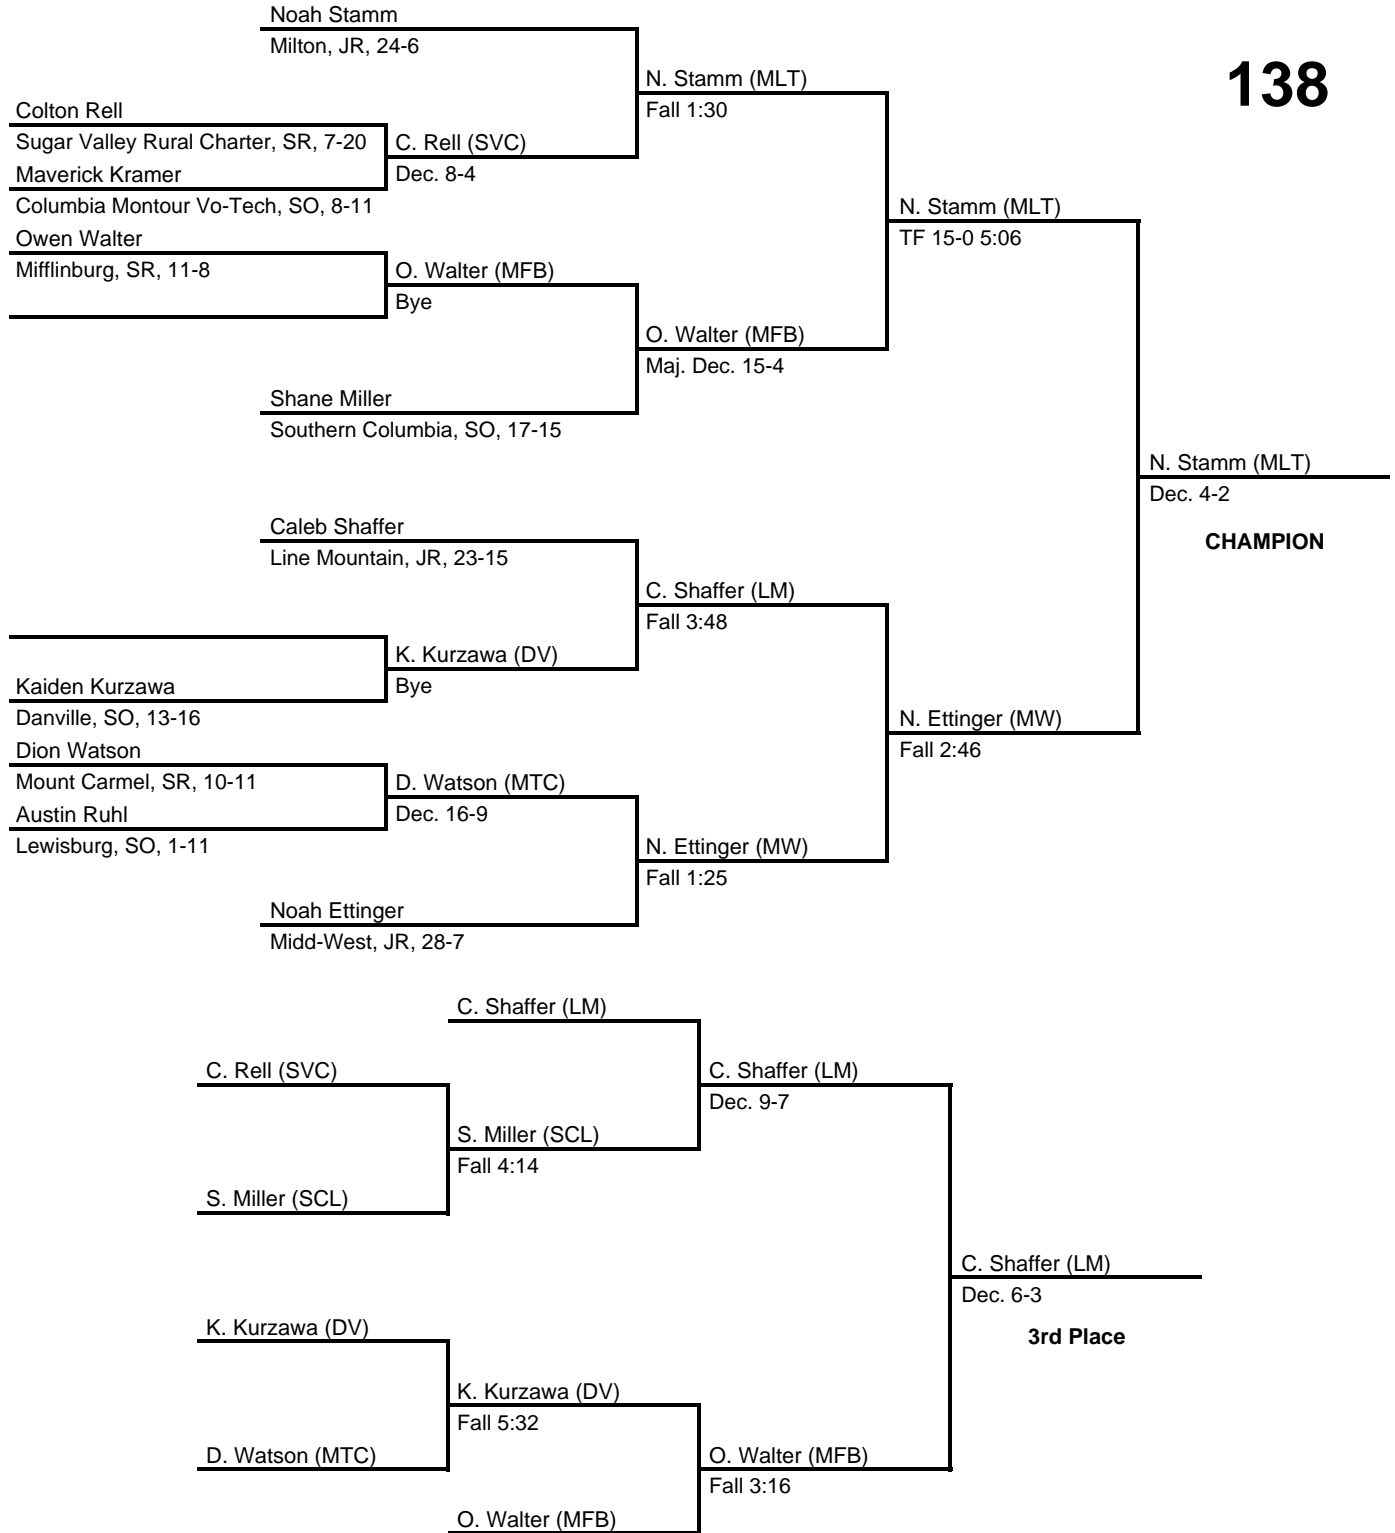 Noah Stamm
Milton, JR, 24-6
138
N. Stamm (MLT)
Fall 1:30
Colton Rell
Sugar Valley Rural Charter, SR, 7-20
C. Rell (SVC)
Dec. 8-4
Maverick Kramer
Columbia Montour Vo-Tech, SO, 8-11
N. Stamm (MLT)
TF 15-0 5:06
Owen Walter
Mifflinburg, SR, 11-8
O. Walter (MFB)
Bye
O. Walter (MFB)
Maj. Dec. 15-4
Shane Miller
Southern Columbia, SO, 17-15
N. Stamm (MLT)
Dec. 4-2
CHAMPION
Caleb Shaffer
Line Mountain, JR, 23-15
C. Shaffer (LM)
Fall 3:48
K. Kurzawa (DV)
Bye
Kaiden Kurzawa
Danville, SO, 13-16
N. Ettinger (MW)
Fall 2:46
Dion Watson
Mount Carmel, SR, 10-11
D. Watson (MTC)
Dec. 16-9
Austin Ruhl
Lewisburg, SO, 1-11
N. Ettinger (MW)
Fall 1:25
Noah Ettinger
Midd-West, JR, 28-7
C. Shaffer (LM)
C. Rell (SVC)
C. Shaffer (LM)
Dec. 9-7
S. Miller (SCL)
Fall 4:14
S. Miller (SCL)
C. Shaffer (LM)
Dec. 6-3
3rd Place
K. Kurzawa (DV)
K. Kurzawa (DV)
Fall 5:32
D. Watson (MTC)
O. Walter (MFB)
Fall 3:16
O. Walter (MFB)